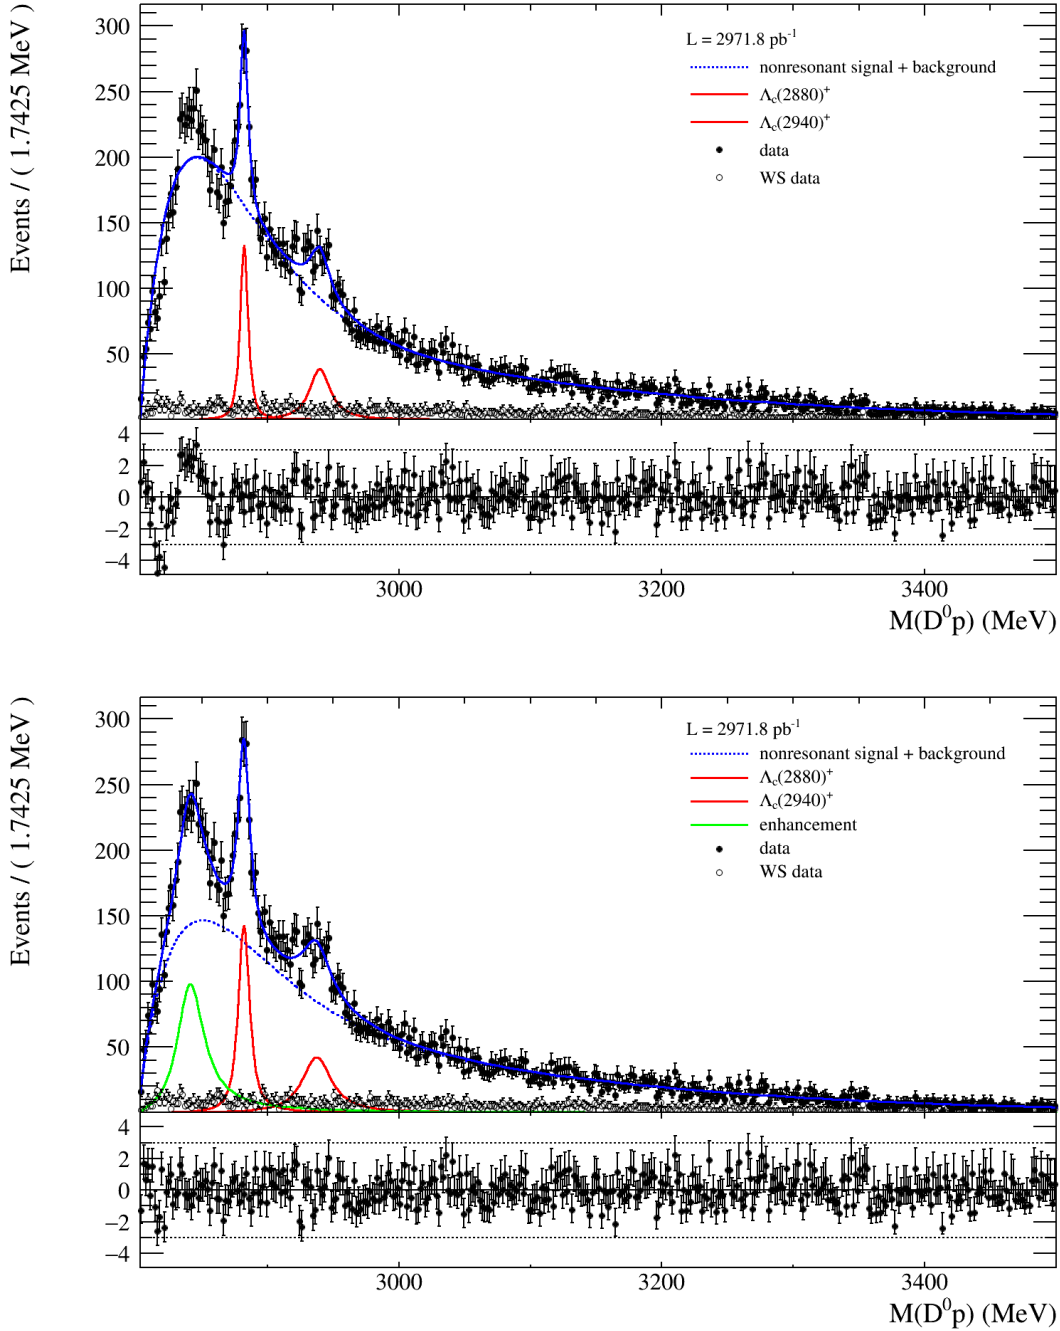 Events / ( 1.7425 MeV )
300
250
200
150
100
50
L = 2971.8 pb⁻¹
nonresonant signal + background
Λc(2880)⁺
Λc(2940)⁺
data
WS data
4
2
0
−2
−4
3000 3200 3400
M(D⁰p) (MeV)
Events / ( 1.7425 MeV )
300
250
200
150
100
50
L = 2971.8 pb⁻¹
nonresonant signal + background
Λc(2880)⁺
Λc(2940)⁺
enhancement
data
WS data
4
2
0
−2
−4
3000 3200 3400
M(D⁰p) (MeV)